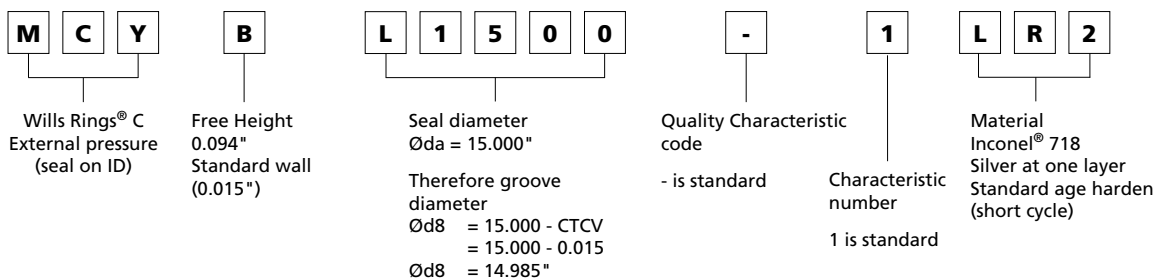 M C Y B L 1 5 0 0 - 1 L R 2
Wills Rings® C
External pressure
(seal on ID)
Free Height
0.094"
Standard wall
(0.015")
Seal diameter
Øda = 15.000"
Therefore groove
diameter
Ød8 = 15.000 - CTCV
= 15.000 - 0.015
Ød8 = 14.985"
Quality Characteristic
code
- is standard
Characteristic
number
1 is standard
Material
Inconel® 718
Silver at one layer
Standard age harden
(short cycle)